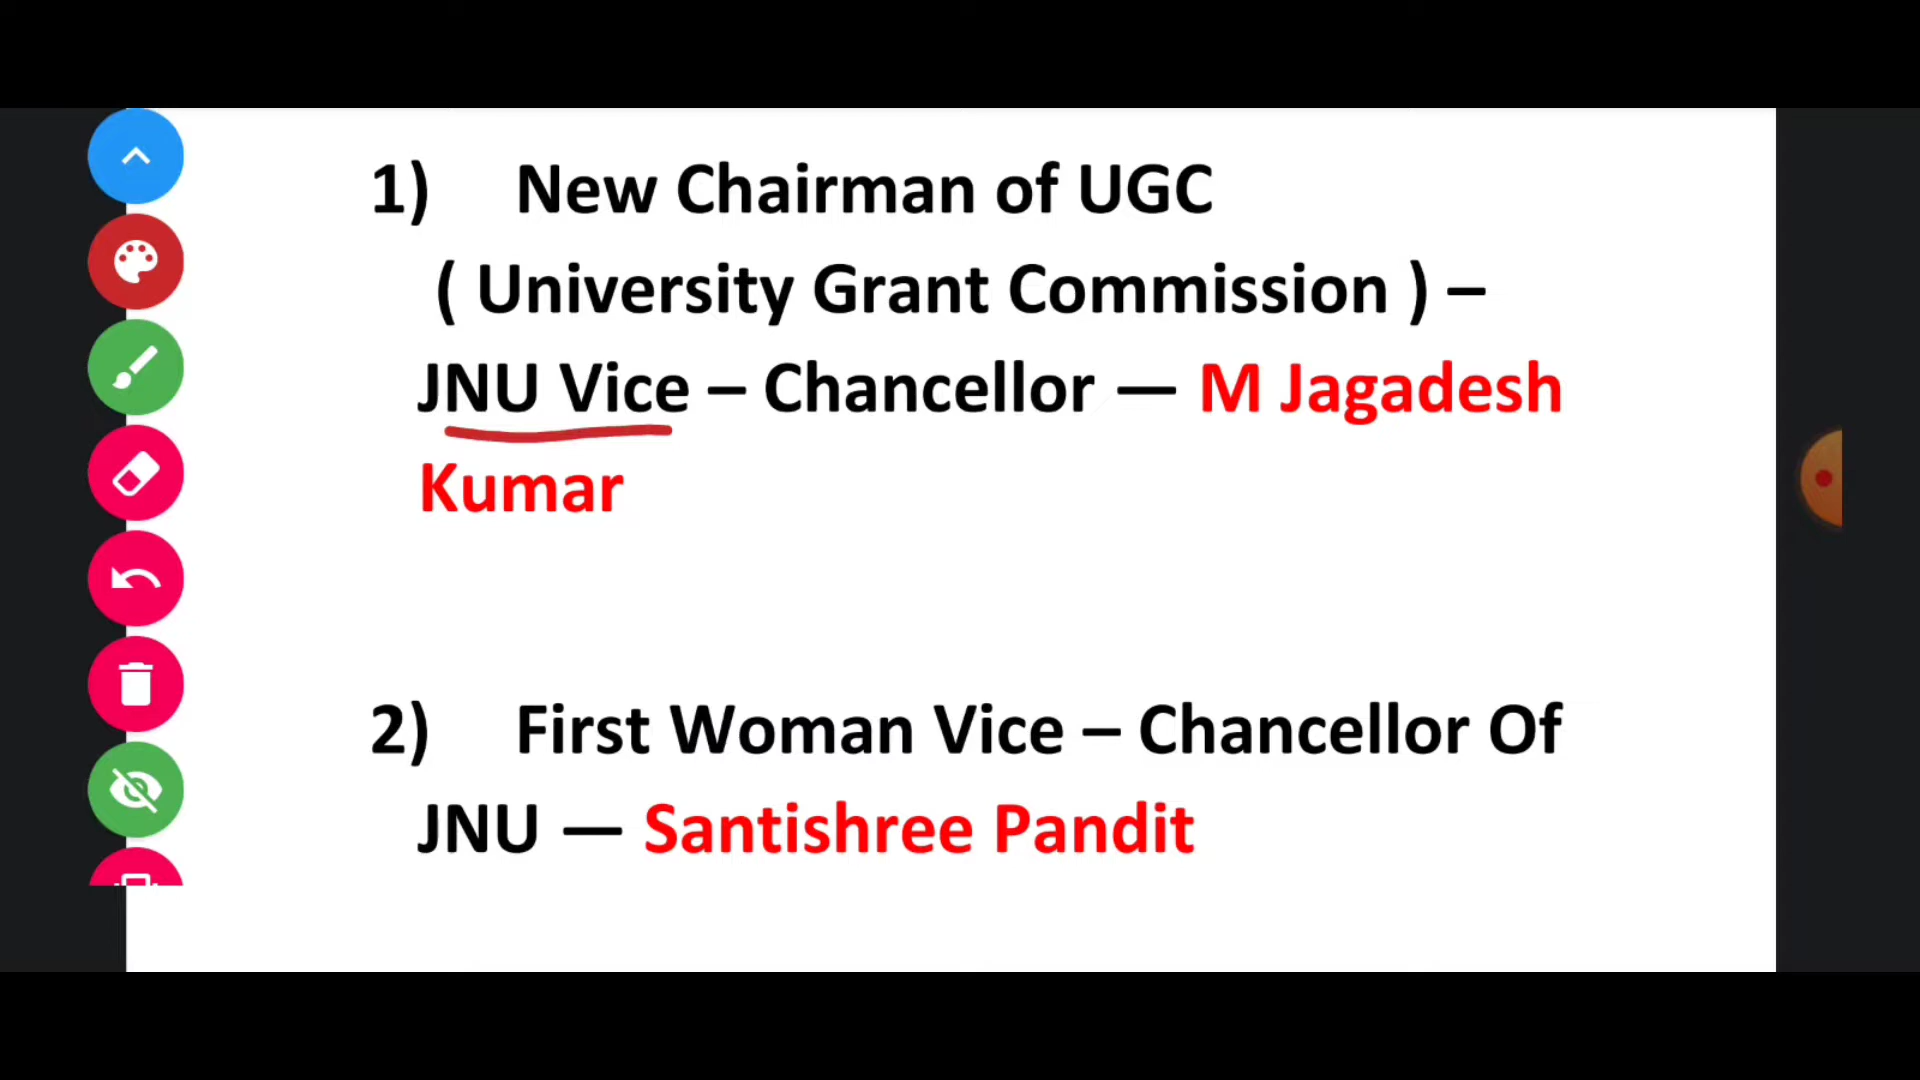 1) New Chairman of UGC
( University Grant Commission ) –
JNU Vice – Chancellor — M Jagadesh
Kumar
2) First Woman Vice – Chancellor Of
JNU — Santishree Pandit